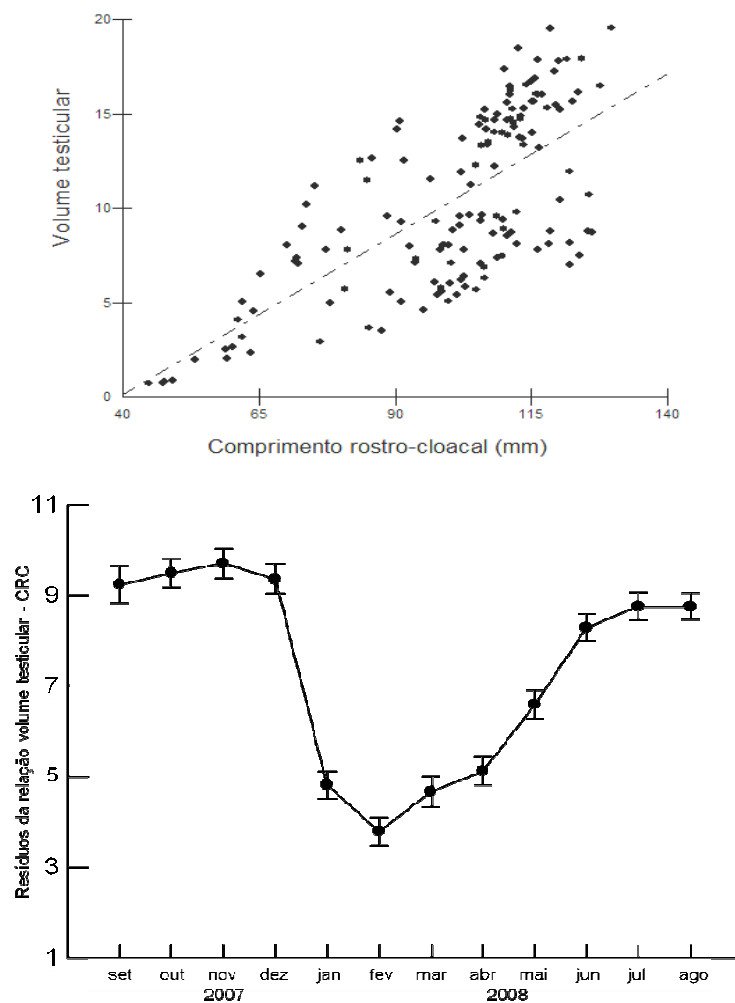 20
15
10
5
0
Volume testicular
40 65 90 115 140
Comprimento rostro-cloacal (mm)
11
9
7
5
3
1
Resíduos da relação volume testicular - CRC
set out nov dez jan fev mar abr mai jun jul ago
2007 2008